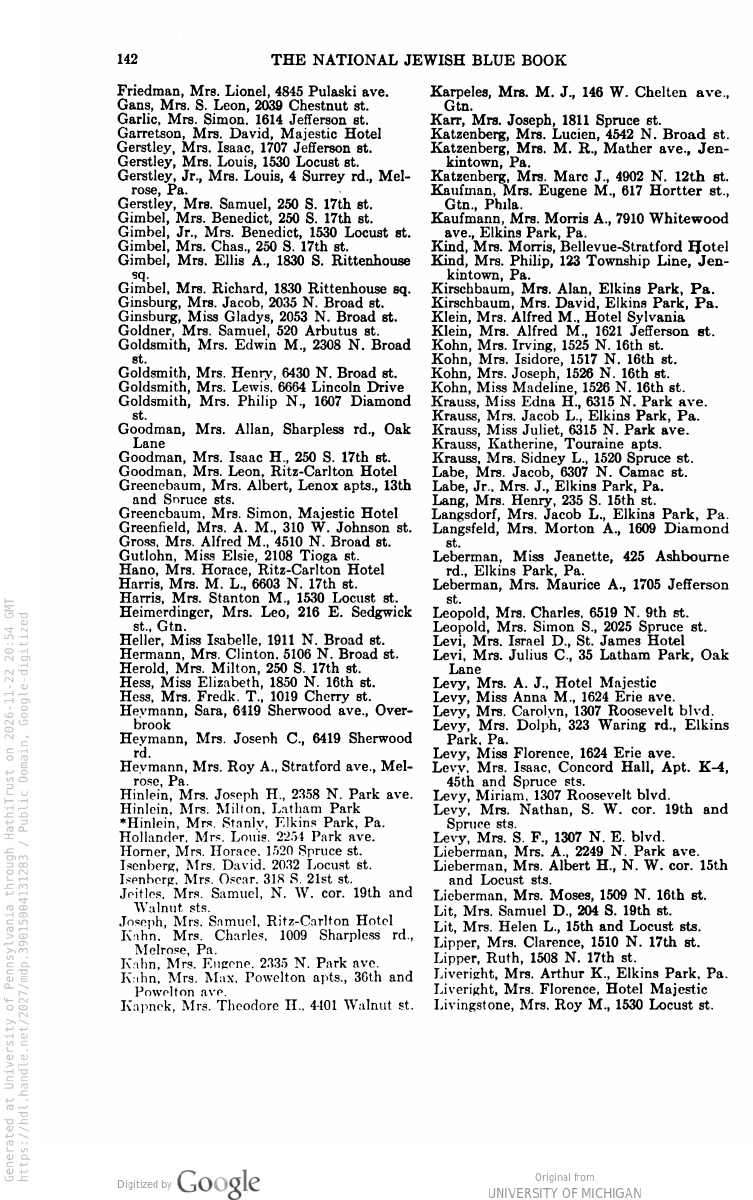 142
THE NATIONAL JEWISH BLUE BOOK
Friedman, Mrs. Lionel, 4845 Pulaski ave.
Gans, Mrs. S. Leon, 2039 Chestnut st.
Garlic, Mrs. Simon. 1614 Jefferson st.
Garretson, Mrs. David, Majestic Hotel
Gerstley, Mrs. Isaac, 1707 Jefferson st.
Gerstley, Mrs. Louis, 1530 Locust st.
Gerstley, Jr., Mrs. Louis, 4 Surrey rd., Mel-
rose, Pa.
Gerstley, Mrs. Samuel, 250 S. 17th st.
Gimbel, Mrs. Benedict, 250 S. 17th st.
Gimbel, Jr., Mrs. Benedict, 1530 Locust st.
Gimbel, Mrs. Chas., 250 S. 17th st.
Gimbel, Mrs. Ellis A., 1830 S. Rittenhouse
sq.
Gimbel, Mrs. Richard, 1830 Rittenhouse sq.
Ginsburg, Mrs. Jacob, 2035 N. Broad st.
Ginsburg, Miss Gladys, 2053 N. Broad st.
Goldner, Mrs. Samuel, 520 Arbutus st.
Goldsmith, Mrs. Edwin M., 2308 N. Broad
st.
Goldsmith, Mrs. Henry, 6430 N. Broad st.
Goldsmith, Mrs. Lewis, 6664 Lincoln Drive
Goldsmith, Mrs. Philip N., 1607 Diamond
st.
Goodman, Mrs. Allan, Sharpless rd., Oak
Lane
Goodman, Mrs. Isaac H., 250 S. 17th st.
Goodman, Mrs. Leon, Ritz-Carlton Hotel
Greenebaum, Mrs. Albert, Lenox apts., 13th
and Spruce sts.
Greenebaum, Mrs. Simon, Majestic Hotel
Greenfield, Mrs. A. M., 310 W. Johnson st.
Gross, Mrs. Alfred M., 4510 N. Broad st.
Gutlohn, Miss Elsie, 2108 Tioga st.
Hano, Mrs. Horace, Ritz-Carlton Hotel
Harris, Mrs. M. L., 6603 N. 17th st.
Harris, Mrs. Stanton M., 1530 Locust st.
Heimerdinger, Mrs. Leo, 216 E. Sedgwick
st., Gtn.
Heller, Miss Isabelle, 1911 N. Broad st.
Hermann, Mrs. Clinton, 5106 N. Broad st.
Herold, Mrs. Milton, 250 S. 17th st.
Hess, Miss Elizabeth, 1850 N. 16th st.
Hess, Mrs. Fredk. T., 1019 Cherry st.
Heymann, Sara, 6419 Sherwood ave., Over-
brook
Heymann, Mrs. Joseph C., 6419 Sherwood
rd.
Heymann, Mrs. Roy A., Stratford ave., Mel-
rose, Pa.
Hinlein, Mrs. Joseph H., 2358 N. Park ave.
Hinlein, Mrs. Milton, Latham Park
*Hinlein, Mrs. Stanly, Elkins Park, Pa.
Hollander, Mrs. Louis, 2254 Park ave.
Horner, Mrs. Horace, 1520 Spruce st.
Isenberg, Mrs. David. 2032 Locust st.
Isenberg, Mrs. Oscar, 318 S. 21st st.
Jeitles, Mrs. Samuel, N. W. cor. 19th and
Walnut sts.
Joseph, Mrs. Samuel, Ritz-Carlton Hotel
Kahn, Mrs. Charles, 1009 Sharpless rd.,
Melrose, Pa.
Kahn, Mrs. Eugene, 2335 N. Park ave.
Kahn, Mrs. Max, Powelton apts., 36th and
Powelton ave.
Kapnek, Mrs. Theodore H., 4401 Walnut st.
Karpeles, Mrs. M. J., 146 W. Chelten ave.,
Gtn.
Karr, Mrs. Joseph, 1811 Spruce st.
Katzenberg, Mrs. Lucien, 4542 N. Broad st.
Katzenberg, Mrs. M. R., Mather ave., Jen-
kintown, Pa.
Katzenberg, Mrs. Marc J., 4902 N. 12th st.
Kaufman, Mrs. Eugene M., 617 Hortter st.,
Gtn., Phila.
Kaufmann, Mrs. Morris A., 7910 Whitewood
ave., Elkins Park, Pa.
Kind, Mrs. Morris, Bellevue-Stratford Hotel
Kind, Mrs. Philip, 123 Township Line, Jen-
kintown, Pa.
Kirschbaum, Mrs. Alan, Elkins Park, Pa.
Kirschbaum, Mrs. David, Elkins Park, Pa.
Klein, Mrs. Alfred M., Hotel Sylvania
Klein, Mrs. Alfred M., 1621 Jefferson st.
Kohn, Mrs. Irving, 1525 N. 16th st.
Kohn, Mrs. Isidore, 1517 N. 16th st.
Kohn, Mrs. Joseph, 1526 N. 16th st.
Kohn, Miss Madeline, 1526 N. 16th st.
Krauss, Miss Edna H., 6315 N. Park ave.
Krauss, Mrs. Jacob L., Elkins Park, Pa.
Krauss, Miss Juliet, 6315 N. Park ave.
Krauss, Katherine, Touraine apts.
Krauss, Mrs. Sidney L., 1520 Spruce st.
Labe, Mrs. Jacob, 6307 N. Camac st.
Labe, Jr., Mrs. J., Elkins Park, Pa.
Lang, Mrs. Henry, 235 S. 15th st.
Langsdorf, Mrs. Jacob L., Elkins Park, Pa.
Langsfeld, Mrs. Morton A., 1609 Diamond
st.
Leberman, Miss Jeanette, 425 Ashbourne
rd., Elkins Park, Pa.
Leberman, Mrs. Maurice A., 1705 Jefferson
st.
Leopold, Mrs. Charles, 6519 N. 9th st.
Leopold, Mrs. Simon S., 2025 Spruce st.
Levi, Mrs. Israel D., St. James Hotel
Levi, Mrs. Julius C., 35 Latham Park, Oak
Lane
Levy, Mrs. A. J., Hotel Majestic
Levy, Miss Anna M., 1624 Erie ave.
Levy, Mrs. Carolyn, 1307 Roosevelt blvd.
Levy, Mrs. Dolph, 323 Waring rd., Elkins
Park, Pa.
Levy, Miss Florence, 1624 Erie ave.
Levy, Mrs. Isaac, Concord Hall, Apt. K-4,
45th and Spruce sts.
Levy, Miriam, 1307 Roosevelt blvd.
Levy, Mrs. Nathan, S. W. cor. 19th and
Spruce sts.
Levy, Mrs. S. F., 1307 N. E. blvd.
Lieberman, Mrs. A., 2249 N. Park ave.
Lieberman, Mrs. Albert H., N. W. cor. 15th
and Locust sts.
Lieberman, Mrs. Moses, 1509 N. 16th st.
Lit, Mrs. Samuel D., 204 S. 19th st.
Lit, Mrs. Helen L., 15th and Locust sts.
Lipper, Mrs. Clarence, 1510 N. 17th st.
Lipper, Ruth, 1508 N. 17th st.
Liveright, Mrs. Arthur K., Elkins Park, Pa.
Liveright, Mrs. Florence, Hotel Majestic
Livingstone, Mrs. Roy M., 1530 Locust st.
Generated at University of Pennsylvania through HathiTrust on 2026-11-22 20:54 GMT
https://hdl.handle.net/2027/mdp.39015004131283 / Public Domain, Google-digitized
Digitized by Google
Original from
UNIVERSITY OF MICHIGAN